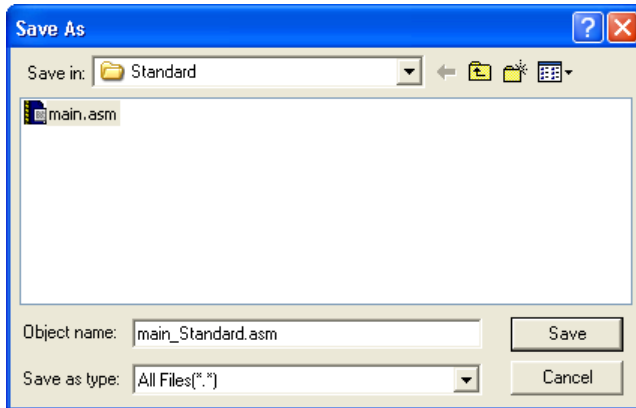 Save As
Save in: Standard
main.asm
Object name: main_Standard.asm
Save
Save as type: All Files(*.*)
Cancel